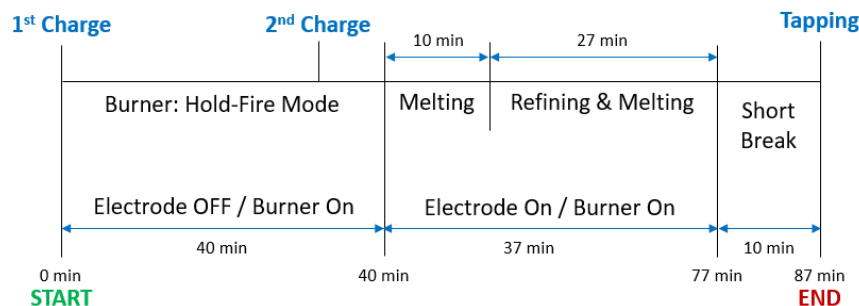 1st Charge
2nd Charge
Tapping
10 min
27 min
Burner: Hold-Fire Mode
Melting
Refining & Melting
Short
Break
Electrode OFF / Burner On
Electrode On / Burner On
40 min
37 min
10 min
0 min
40 min
77 min
87 min
START
END